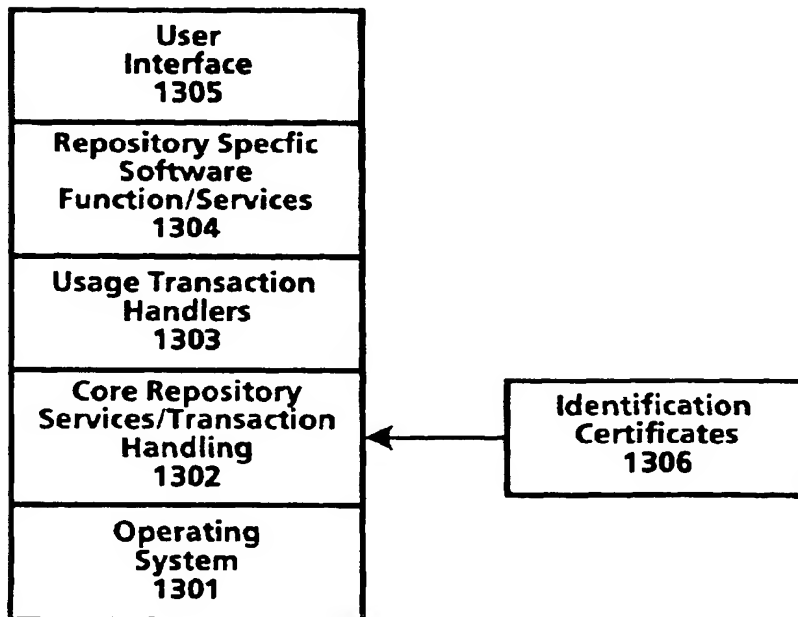 User
Interface
1305
Repository Specfic
Software
Function/Services
1304
Usage Transaction
Handlers
1303
Core Repository
Services/Transaction
Handling
1302
Identification
Certificates
1306
Operating
System
1301